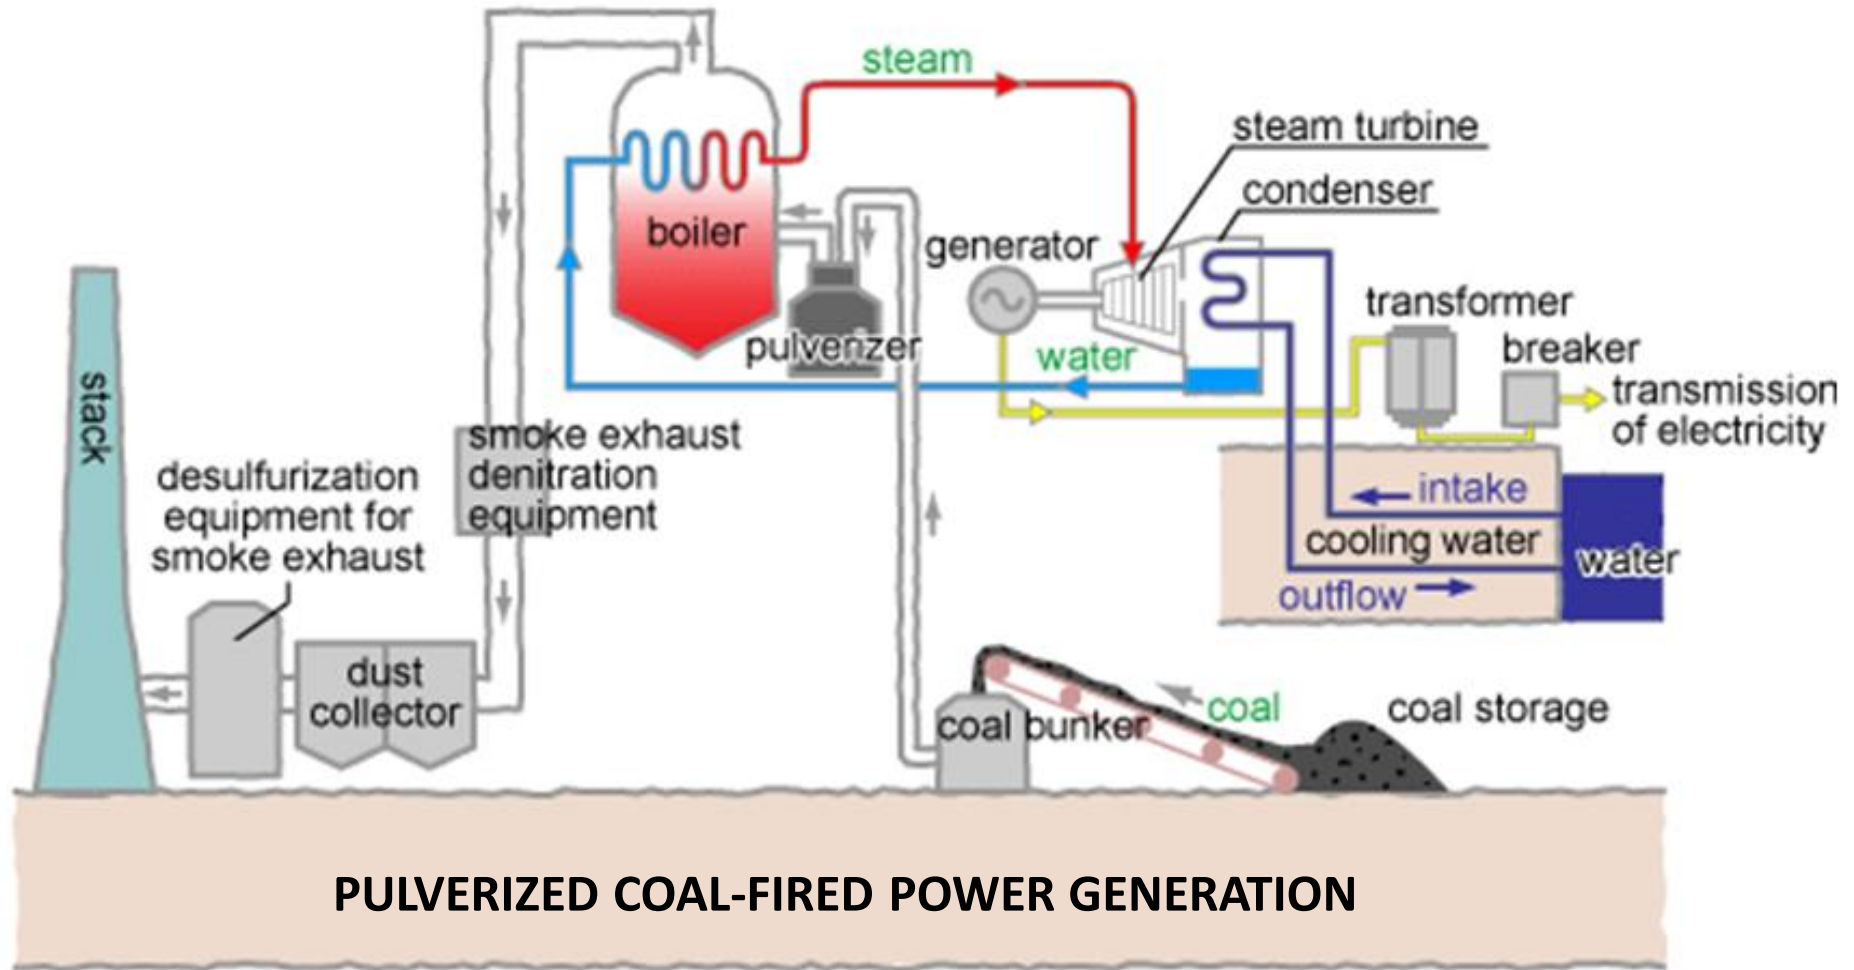 steam
steam turbine
condenser
boiler
generator
transformer
pulverizer
water
breaker
transmission
of electricity
stack
smoke exhaust
denitration
equipment
desulfurization
equipment for
smoke exhaust
intake
cooling water
water
outflow
dust
collector
coal bunker
coal
coal storage
PULVERIZED COAL-FIRED POWER GENERATION